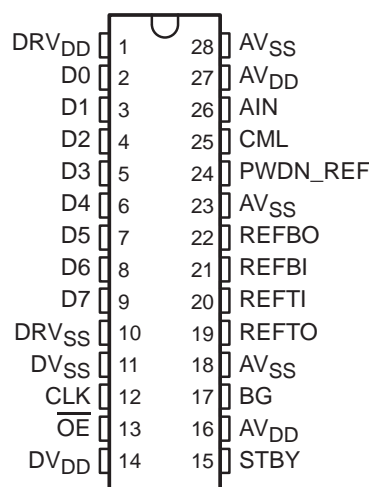 DRVDD 1 28 AVSS
D0 2 27 AVDD
D1 3 26 AIN
D2 4 25 CML
D3 5 24 PWDN_REF
D4 6 23 AVSS
D5 7 22 REFBO
D6 8 21 REFBI
D7 9 20 REFTI
DRVSS 10 19 REFTO
DVSS 11 18 AVSS
CLK 12 17 BG
OE 13 16 AVDD
DVDD 14 15 STBY